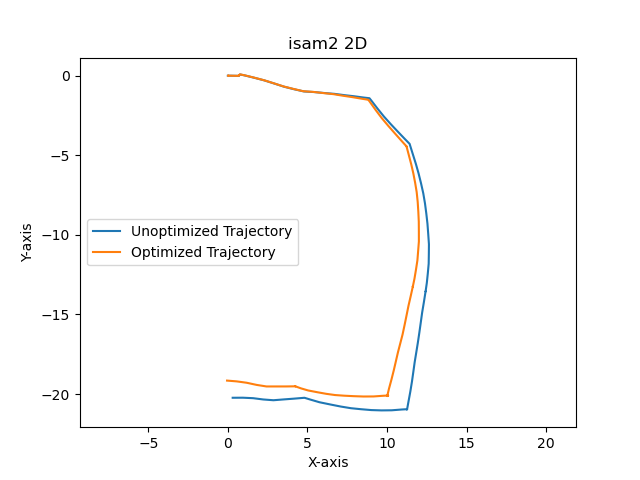 isam2 2D
0
−5
−10
−15
−20
Y-axis
Unoptimized Trajectory
Optimized Trajectory
−5
0
5
10
15
20
X-axis